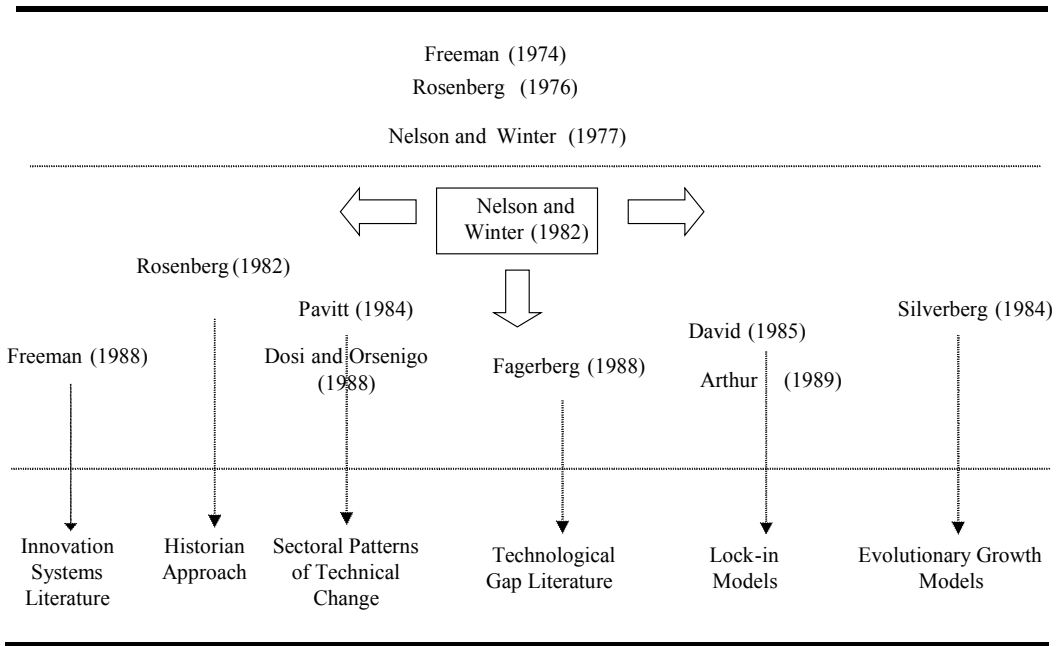 Freeman (1974)
Rosenberg (1976)
Nelson and Winter (1977)
Nelson and
Winter (1982)
Rosenberg (1982)
Pavitt (1984)
Silverberg (1984)
David (1985)
Freeman (1988)
Dosi and Orsenigo
(1988)
Fagerberg (1988)
Arthur (1989)
Innovation
Systems
Literature
Historian
Approach
Sectoral Patterns
of Technical
Change
Technological
Gap Literature
Lock-in
Models
Evolutionary Growth
Models